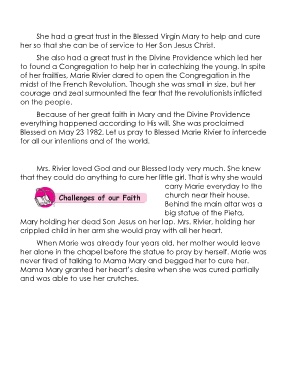 She had a great trust in the Blessed Virgin Mary to help and cure
her so that she can be of service to Her Son Jesus Christ.
She also had a great trust in the Divine Providence which led her
to found a Congregation to help her in catechizing the young. In spite
of her frailties, Marie Rivier dared to open the Congregation in the
midst of the French Revolution. Though she was small in size, but her
courage and zeal surmounted the fear that the revolutionists inflicted
on the people.
Because of her great faith in Mary and the Divine Providence
everything happened according to His will. She was proclaimed
Blessed on May 23 1982. Let us pray to Blessed Marie Rivier to intercede
for all our intentions and of the world.
Mrs. Rivier loved God and our Blessed lady very much. She knew
that they could do anything to cure her little girl. That is why she would
carry Marie everyday to the
church near their house.
Behind the main altar was a
big statue of the Pieta,
Challenges of our Faith
Mary holding her dead Son Jesus on her lap. Mrs. Rivier, holding her
crippled child in her arm she would pray with all her heart.
When Marie was already four years old, her mother would leave
her alone in the chapel before the statue to pray by herself. Marie was
never tired of talking to Mama Mary and begged her to cure her.
Mama Mary granted her heart's desire when she was cured partially
and was able to use her crutches.